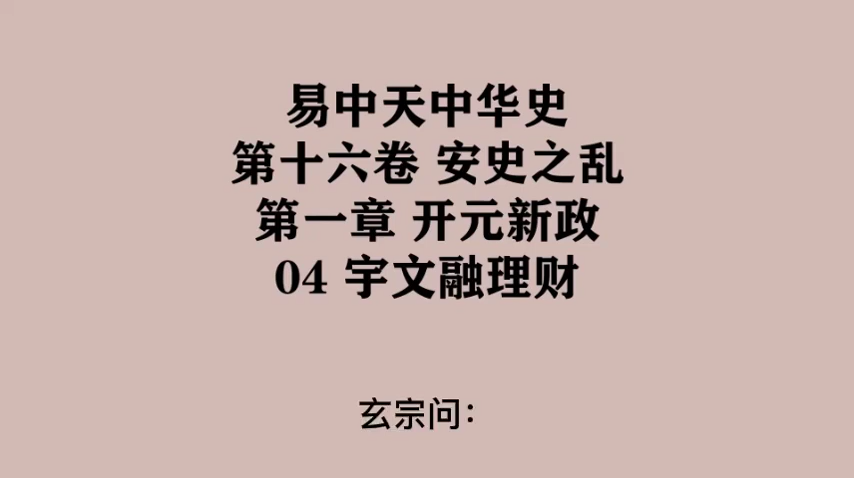 易中天中华史
第十六卷 安史之乱
第一章 开元新政
04 宇文融理财
玄宗问：